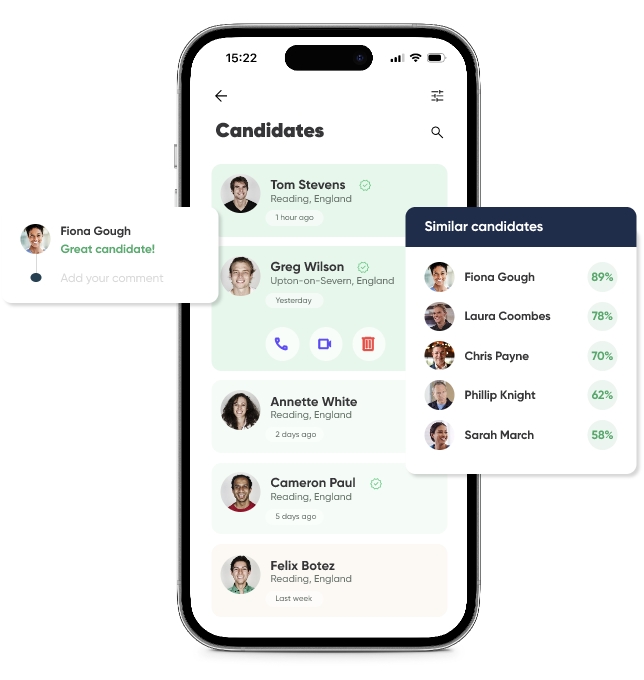 15:22
Candidates
Tom Stevens
Reading, England
1 hour ago
Fiona Gough
Great candidate!
Add your comment
Greg Wilson
Upton-on-Severn, England
Yesterday
Similar candidates
Fiona Gough 89%
Laura Coombes 78%
Chris Payne 70%
Phillip Knight 62%
Sarah March 58%
Annette White
Reading, England
2 days ago
Cameron Paul
Reading, England
5 days ago
Felix Botez
Reading, England
Last week